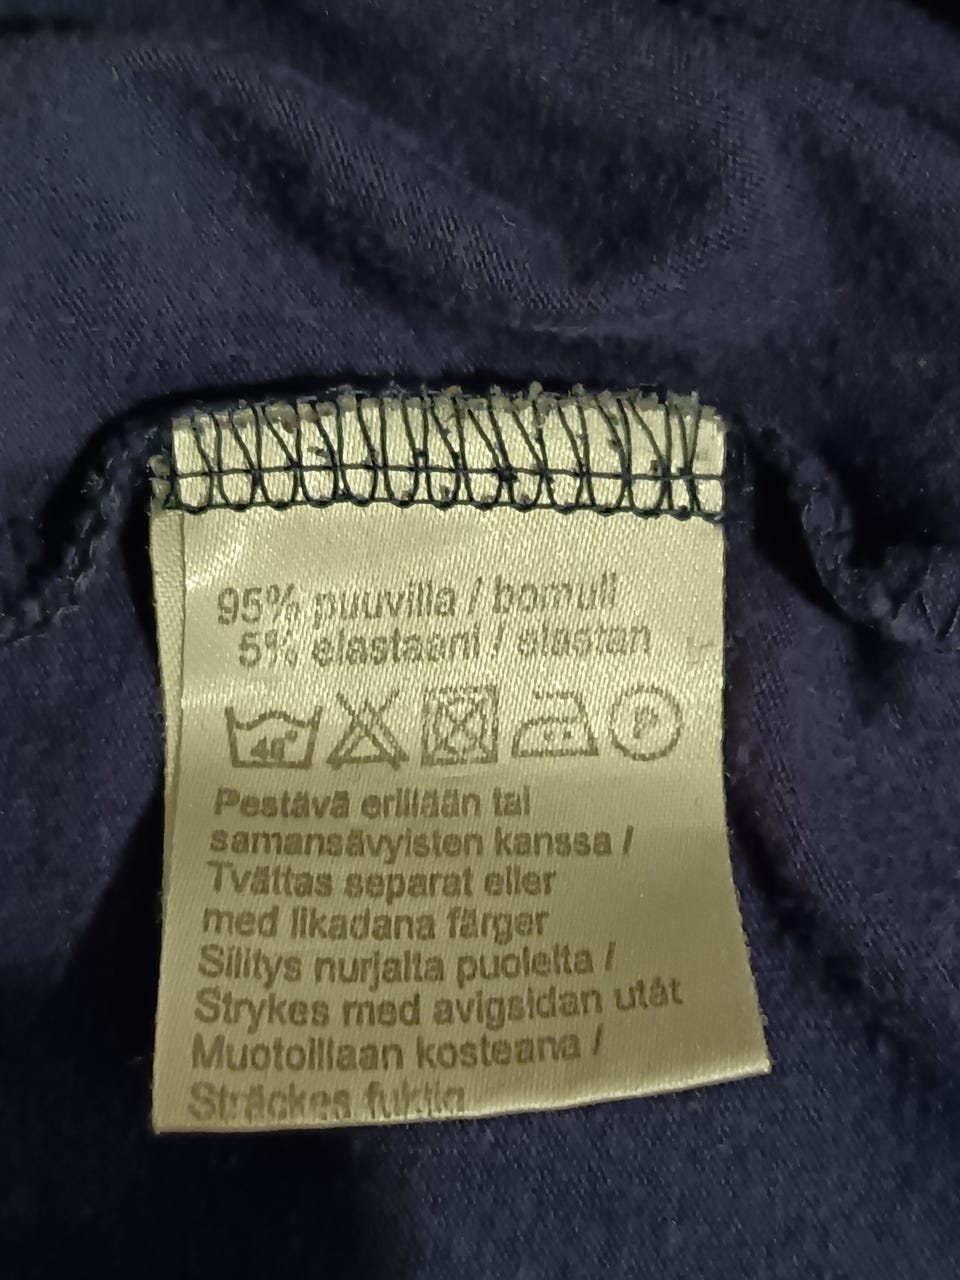 95% puuvilla / bomull
5% elastaani / elastan
40° P
Pestävä erillään tai
samansävyisten kanssa /
Tvättas separat eller
med likadana färger
Silitys nurjalta puolelta /
Strykes med avigsidan utåt
Muotoillaan kosteana /
Sträckes fuktig